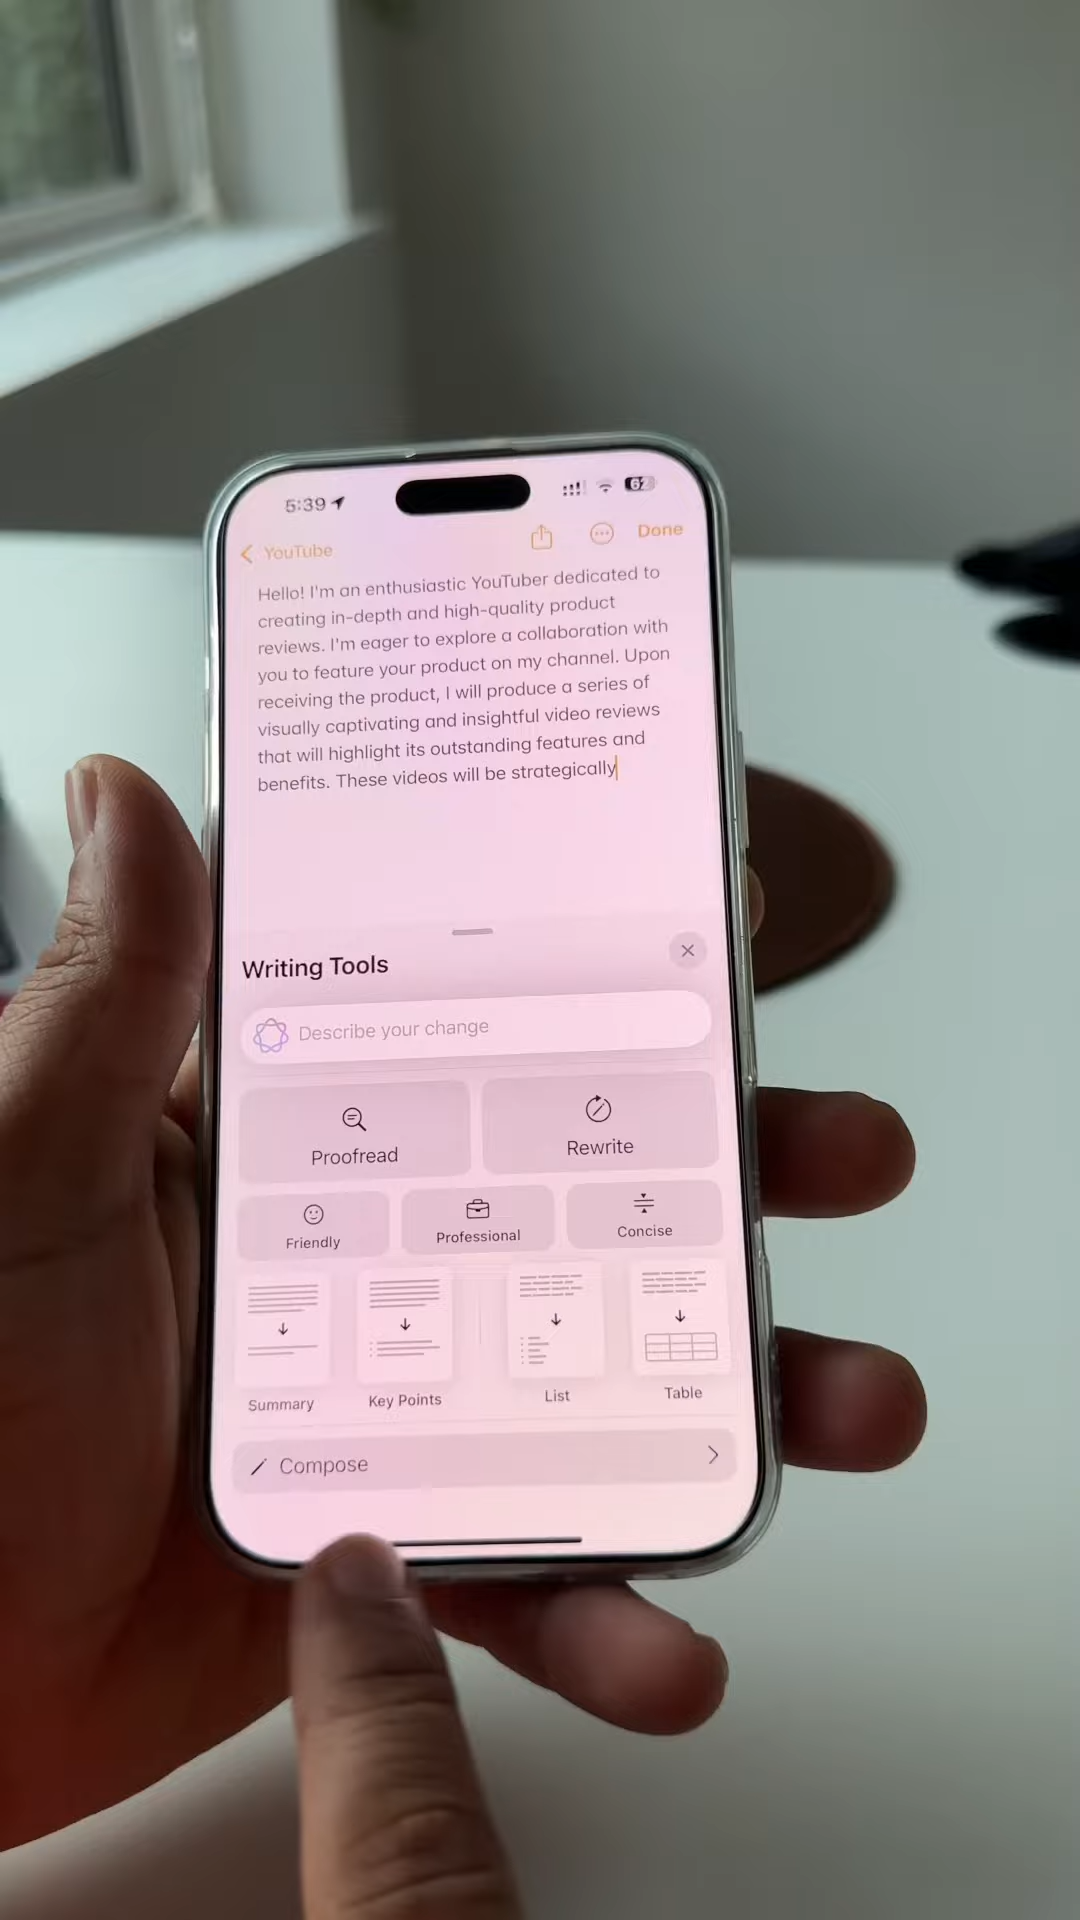 5:39
62
YouTube
Done
Hello! I'm an enthusiastic YouTuber dedicated to
creating in-depth and high-quality product
reviews. I'm eager to explore a collaboration with
you to feature your product on my channel. Upon
receiving the product, I will produce a series of
visually captivating and insightful video reviews
that will highlight its outstanding features and
benefits. These videos will be strategically
Writing Tools
Describe your change
Proofread
Rewrite
Friendly
Professional
Concise
Summary
Key Points
List
Table
Compose